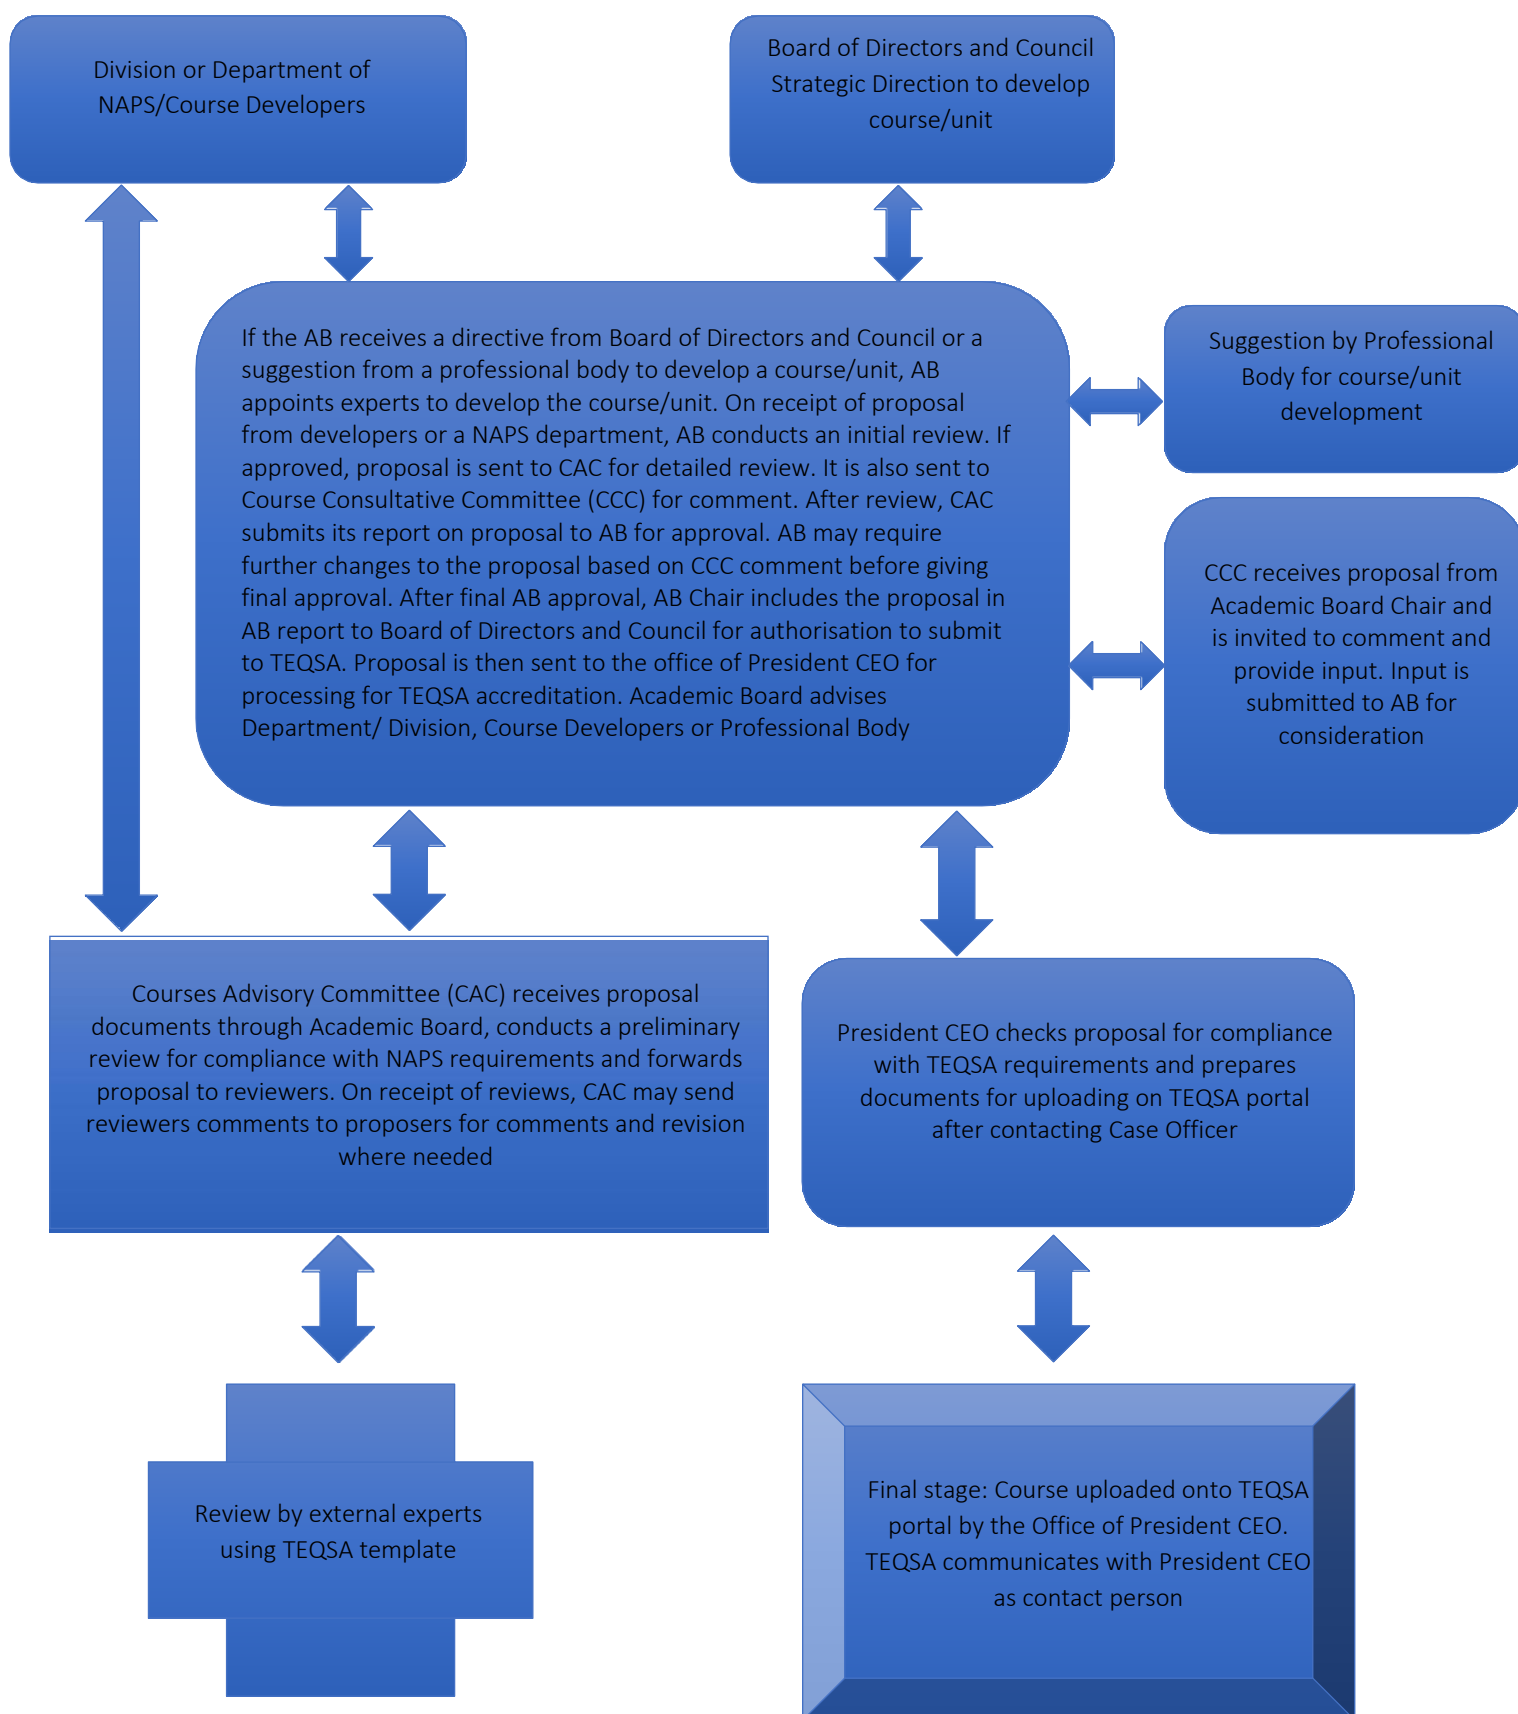 Division or Department of
NAPS/Course Developers
Board of Directors and Council
Strategic Direction to develop
course/unit
If the AB receives a directive from Board of Directors and Council or a
suggestion from a professional body to develop a course/unit, AB
appoints experts to develop the course/unit. On receipt of proposal
from developers or a NAPS department, AB conducts an initial review. If
approved, proposal is sent to CAC for detailed review. It is also sent to
Course Consultative Committee (CCC) for comment. After review, CAC
submits its report on proposal to AB for approval. AB may require
further changes to the proposal based on CCC comment before giving
final approval. After final AB approval, AB Chair includes the proposal in
AB report to Board of Directors and Council for authorisation to submit
to TEQSA. Proposal is then sent to the office of President CEO for
processing for TEQSA accreditation. Academic Board advises
Department/ Division, Course Developers or Professional Body
Suggestion by Professional
Body for course/unit
development
CCC receives proposal from
Academic Board Chair and
is invited to comment and
provide input. Input is
submitted to AB for
consideration
Courses Advisory Committee (CAC) receives proposal
documents through Academic Board, conducts a preliminary
review for compliance with NAPS requirements and forwards
proposal to reviewers. On receipt of reviews, CAC may send
reviewers comments to proposers for comments and revision
where needed
President CEO checks proposal for compliance
with TEQSA requirements and prepares
documents for uploading on TEQSA portal
after contacting Case Officer
Review by external experts
using TEQSA template
Final stage: Course uploaded onto TEQSA
portal by the Office of President CEO.
TEQSA communicates with President CEO
as contact person